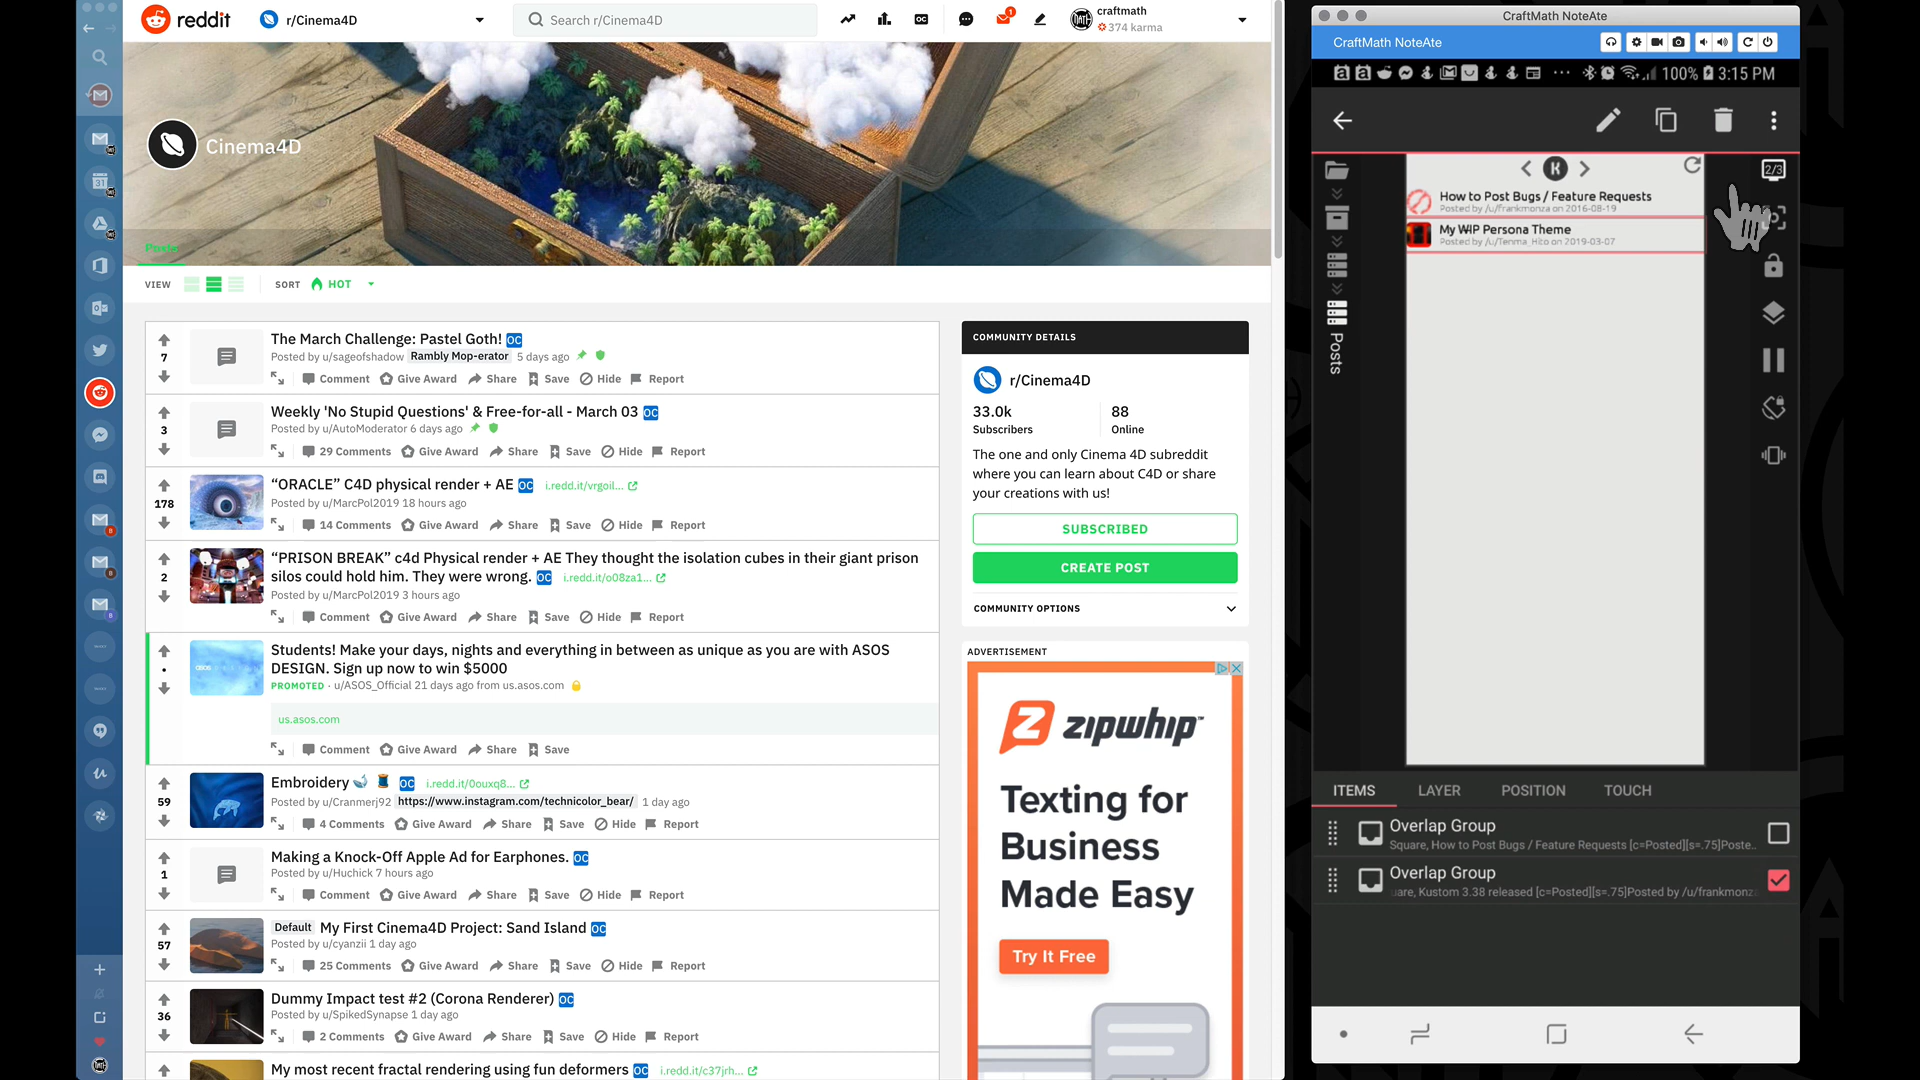 reddit
r/Cinema4D
Search r/Cinema4D
1
craftmath
374 karma
Cinema4D
Posts
VIEW
SORT
HOT
The March Challenge: Pastel Goth! OC
Posted by u/sageofshadow Rambly Mop-erator 5 days ago
7
Comment Give Award Share Save Hide Report
Weekly 'No Stupid Questions' & Free-for-all - March 03 OC
Posted by u/AutoModerator 6 days ago
3
29 Comments Give Award Share Save Hide Report
“ORACLE” C4D physical render + AE OC i.redd.it/vrgoil...
Posted by u/MarcPol2019 18 hours ago
178
14 Comments Give Award Share Save Hide Report
“PRISON BREAK” c4d Physical render + AE They thought the isolation cubes in their giant prison
silos could hold him. They were wrong. OC i.redd.it/o08za1...
2
Posted by u/MarcPol2019 3 hours ago
Comment Give Award Share Save Hide Report
Students! Make your days, nights and everything in between as unique as you are with ASOS
DESIGN. Sign up now to win $5000
PROMOTED · u/ASOS_Official 21 days ago from us.asos.com
us.asos.com
Comment Give Award Share Save
Embroidery OC i.redd.it/0ouxq8...
Posted by u/Cranmerj92 https://www.instagram.com/technicolor_bear/ 1 day ago
59
4 Comments Give Award Share Save Hide Report
Making a Knock-Off Apple Ad for Earphones. OC
Posted by u/Huchick 7 hours ago
1
Comment Give Award Share Save Hide Report
Default My First Cinema4D Project: Sand Island OC
Posted by u/cyanzii 1 day ago
57
25 Comments Give Award Share Save Hide Report
Dummy Impact test #2 (Corona Renderer) OC
Posted by u/SpikedSynapse 1 day ago
36
2 Comments Give Award Share Save Hide Report
My most recent fractal rendering using fun deformers OC i.redd.it/c37jrh...
COMMUNITY DETAILS
r/Cinema4D
33.0k
88
Subscribers
Online
The one and only Cinema 4D subreddit
where you can learn about C4D or share
your creations with us!
SUBSCRIBED
CREATE POST
COMMUNITY OPTIONS
ADVERTISEMENT
zipwhip
Texting for
Business
Made Easy
Try It Free
CraftMath NoteAte
CraftMath NoteAte
100% 3:15 PM
K
2/3
How to Post Bugs / Feature Requests
Posted by /u/frankmonza on 2016-08-19
My WIP Persona Theme
Posted by /u/Tenma_Hito on 2019-03-07
Posts
ITEMS
LAYER
POSITION
TOUCH
Overlap Group
Square, How to Post Bugs / Feature Requests [c=Posted][s=.75]Poste..
Overlap Group
uare, Kustom 3.38 released [c=Posted][s=.75]Posted by /u/frankmonz